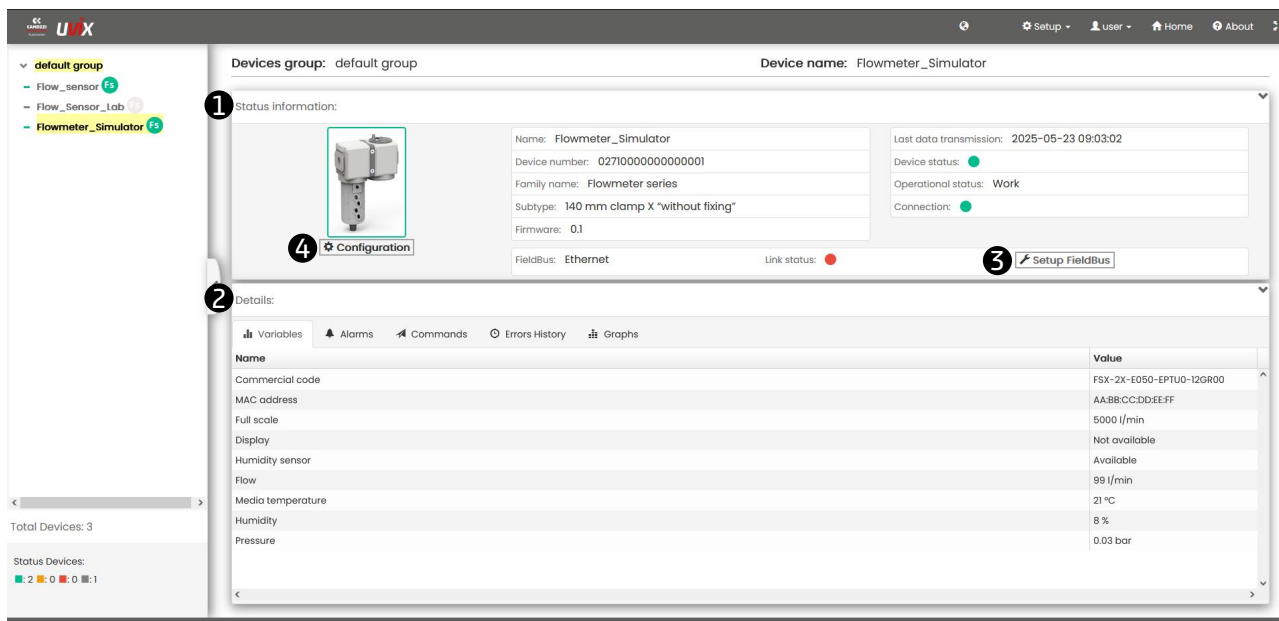 CAMOZZI
UVIX
Setup
user
Home
About
default group
Flow_sensor Fs
Flow_Sensor_Lab Fs
Flowmeter_Simulator Fs
Total Devices: 3
Status Devices:
: 2 : 0 : 0 : 1
Devices group: default group
Device name: Flowmeter_Simulator
1
Status information:
4
Configuration
Name: Flowmeter_Simulator
Device number: 02710000000000001
Family name: Flowmeter series
Subtype: 140 mm clamp X "without fixing"
Firmware: 0.1
Last data transmission: 2025-05-23 09:03:02
Device status:
Operational status: Work
Connection:
FieldBus: Ethernet
Link status:
3
Setup FieldBus
2
Details:
Variables
Alarms
Commands
Errors History
Graphs
Name Value
Commercial code FSX-2X-E050-EPTU0-12GR00
MAC address AA:BB:CC:DD:EE:FF
Full scale 5000 l/min
Display Not available
Humidity sensor Available
Flow 99 l/min
Media temperature 21 °C
Humidity 8 %
Pressure 0.03 bar